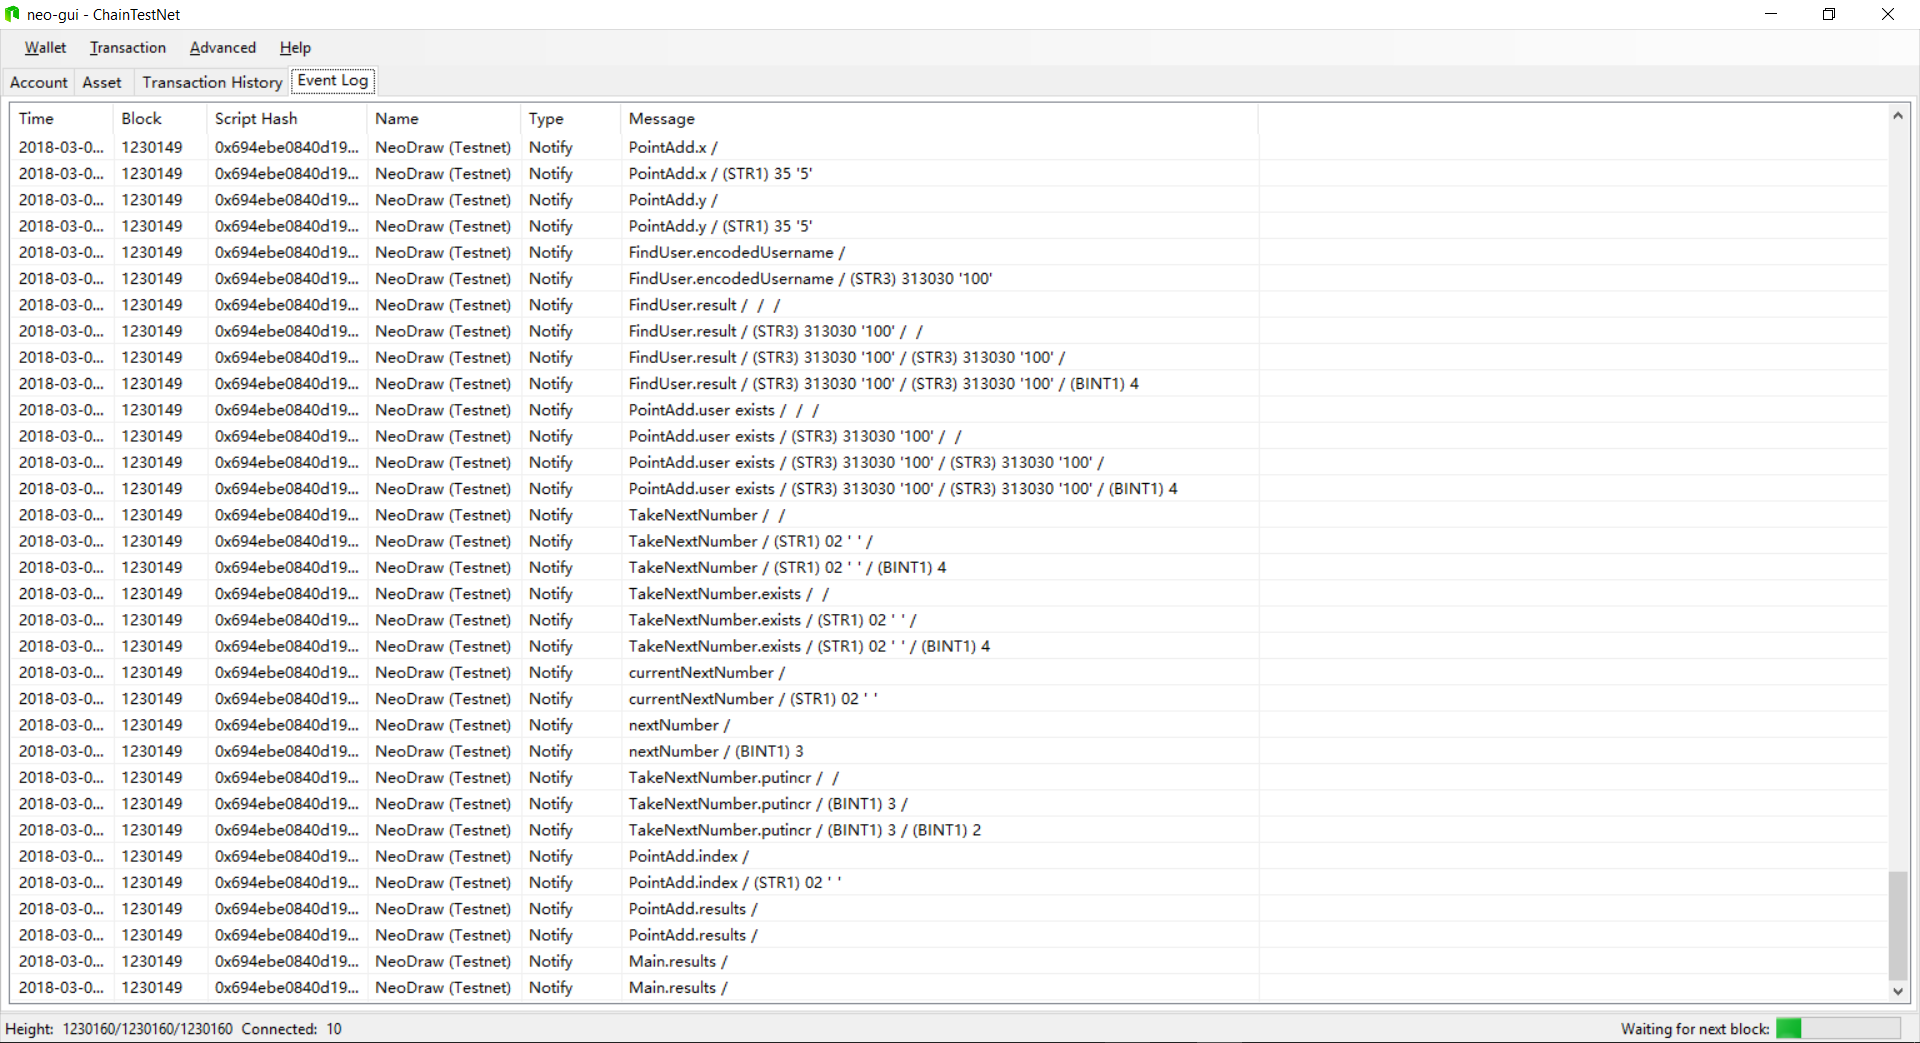 neo-gui - ChainTestNet
Wallet Transaction Advanced Help
Account Asset Transaction History Event Log
Time Block Script Hash Name Type Message
2018-03-0... 1230149 0x694ebe0840d19... NeoDraw (Testnet) Notify PointAdd.x /
2018-03-0... 1230149 0x694ebe0840d19... NeoDraw (Testnet) Notify PointAdd.x / (STR1) 35 '5'
2018-03-0... 1230149 0x694ebe0840d19... NeoDraw (Testnet) Notify PointAdd.y /
2018-03-0... 1230149 0x694ebe0840d19... NeoDraw (Testnet) Notify PointAdd.y / (STR1) 35 '5'
2018-03-0... 1230149 0x694ebe0840d19... NeoDraw (Testnet) Notify FindUser.encodedUsername /
2018-03-0... 1230149 0x694ebe0840d19... NeoDraw (Testnet) Notify FindUser.encodedUsername / (STR3) 313030 '100'
2018-03-0... 1230149 0x694ebe0840d19... NeoDraw (Testnet) Notify FindUser.result / / /
2018-03-0... 1230149 0x694ebe0840d19... NeoDraw (Testnet) Notify FindUser.result / (STR3) 313030 '100' / /
2018-03-0... 1230149 0x694ebe0840d19... NeoDraw (Testnet) Notify FindUser.result / (STR3) 313030 '100' / (STR3) 313030 '100' /
2018-03-0... 1230149 0x694ebe0840d19... NeoDraw (Testnet) Notify FindUser.result / (STR3) 313030 '100' / (STR3) 313030 '100' / (BINT1) 4
2018-03-0... 1230149 0x694ebe0840d19... NeoDraw (Testnet) Notify PointAdd.user exists / / /
2018-03-0... 1230149 0x694ebe0840d19... NeoDraw (Testnet) Notify PointAdd.user exists / (STR3) 313030 '100' / /
2018-03-0... 1230149 0x694ebe0840d19... NeoDraw (Testnet) Notify PointAdd.user exists / (STR3) 313030 '100' / (STR3) 313030 '100' /
2018-03-0... 1230149 0x694ebe0840d19... NeoDraw (Testnet) Notify PointAdd.user exists / (STR3) 313030 '100' / (STR3) 313030 '100' / (BINT1) 4
2018-03-0... 1230149 0x694ebe0840d19... NeoDraw (Testnet) Notify TakeNextNumber / /
2018-03-0... 1230149 0x694ebe0840d19... NeoDraw (Testnet) Notify TakeNextNumber / (STR1) 02 ' ' /
2018-03-0... 1230149 0x694ebe0840d19... NeoDraw (Testnet) Notify TakeNextNumber / (STR1) 02 ' ' / (BINT1) 4
2018-03-0... 1230149 0x694ebe0840d19... NeoDraw (Testnet) Notify TakeNextNumber.exists / /
2018-03-0... 1230149 0x694ebe0840d19... NeoDraw (Testnet) Notify TakeNextNumber.exists / (STR1) 02 ' ' /
2018-03-0... 1230149 0x694ebe0840d19... NeoDraw (Testnet) Notify TakeNextNumber.exists / (STR1) 02 ' ' / (BINT1) 4
2018-03-0... 1230149 0x694ebe0840d19... NeoDraw (Testnet) Notify currentNextNumber /
2018-03-0... 1230149 0x694ebe0840d19... NeoDraw (Testnet) Notify currentNextNumber / (STR1) 02 ' '
2018-03-0... 1230149 0x694ebe0840d19... NeoDraw (Testnet) Notify nextNumber /
2018-03-0... 1230149 0x694ebe0840d19... NeoDraw (Testnet) Notify nextNumber / (BINT1) 3
2018-03-0... 1230149 0x694ebe0840d19... NeoDraw (Testnet) Notify TakeNextNumber.putincr / /
2018-03-0... 1230149 0x694ebe0840d19... NeoDraw (Testnet) Notify TakeNextNumber.putincr / (BINT1) 3 /
2018-03-0... 1230149 0x694ebe0840d19... NeoDraw (Testnet) Notify TakeNextNumber.putincr / (BINT1) 3 / (BINT1) 2
2018-03-0... 1230149 0x694ebe0840d19... NeoDraw (Testnet) Notify PointAdd.index /
2018-03-0... 1230149 0x694ebe0840d19... NeoDraw (Testnet) Notify PointAdd.index / (STR1) 02 ' '
2018-03-0... 1230149 0x694ebe0840d19... NeoDraw (Testnet) Notify PointAdd.results /
2018-03-0... 1230149 0x694ebe0840d19... NeoDraw (Testnet) Notify PointAdd.results /
2018-03-0... 1230149 0x694ebe0840d19... NeoDraw (Testnet) Notify Main.results /
2018-03-0... 1230149 0x694ebe0840d19... NeoDraw (Testnet) Notify Main.results /
Height: 1230160/1230160/1230160 Connected: 10 Waiting for next block: